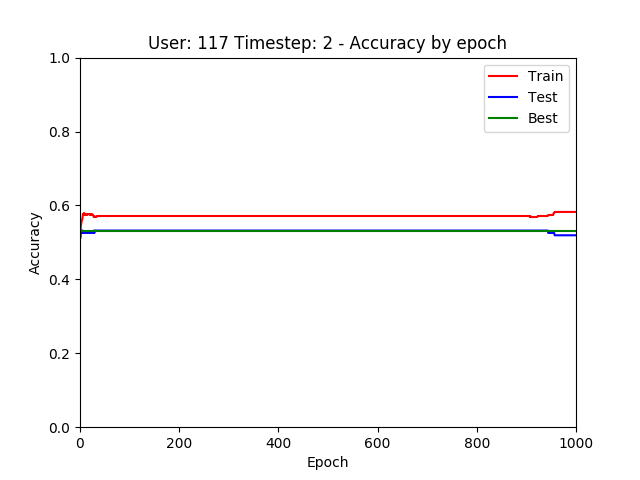 User: 117 Timestep: 2 - Accuracy by epoch
1.0
0.8
0.6
0.4
0.2
0.0
Accuracy
Train
Test
Best
0 200 400 600 800 1000
Epoch